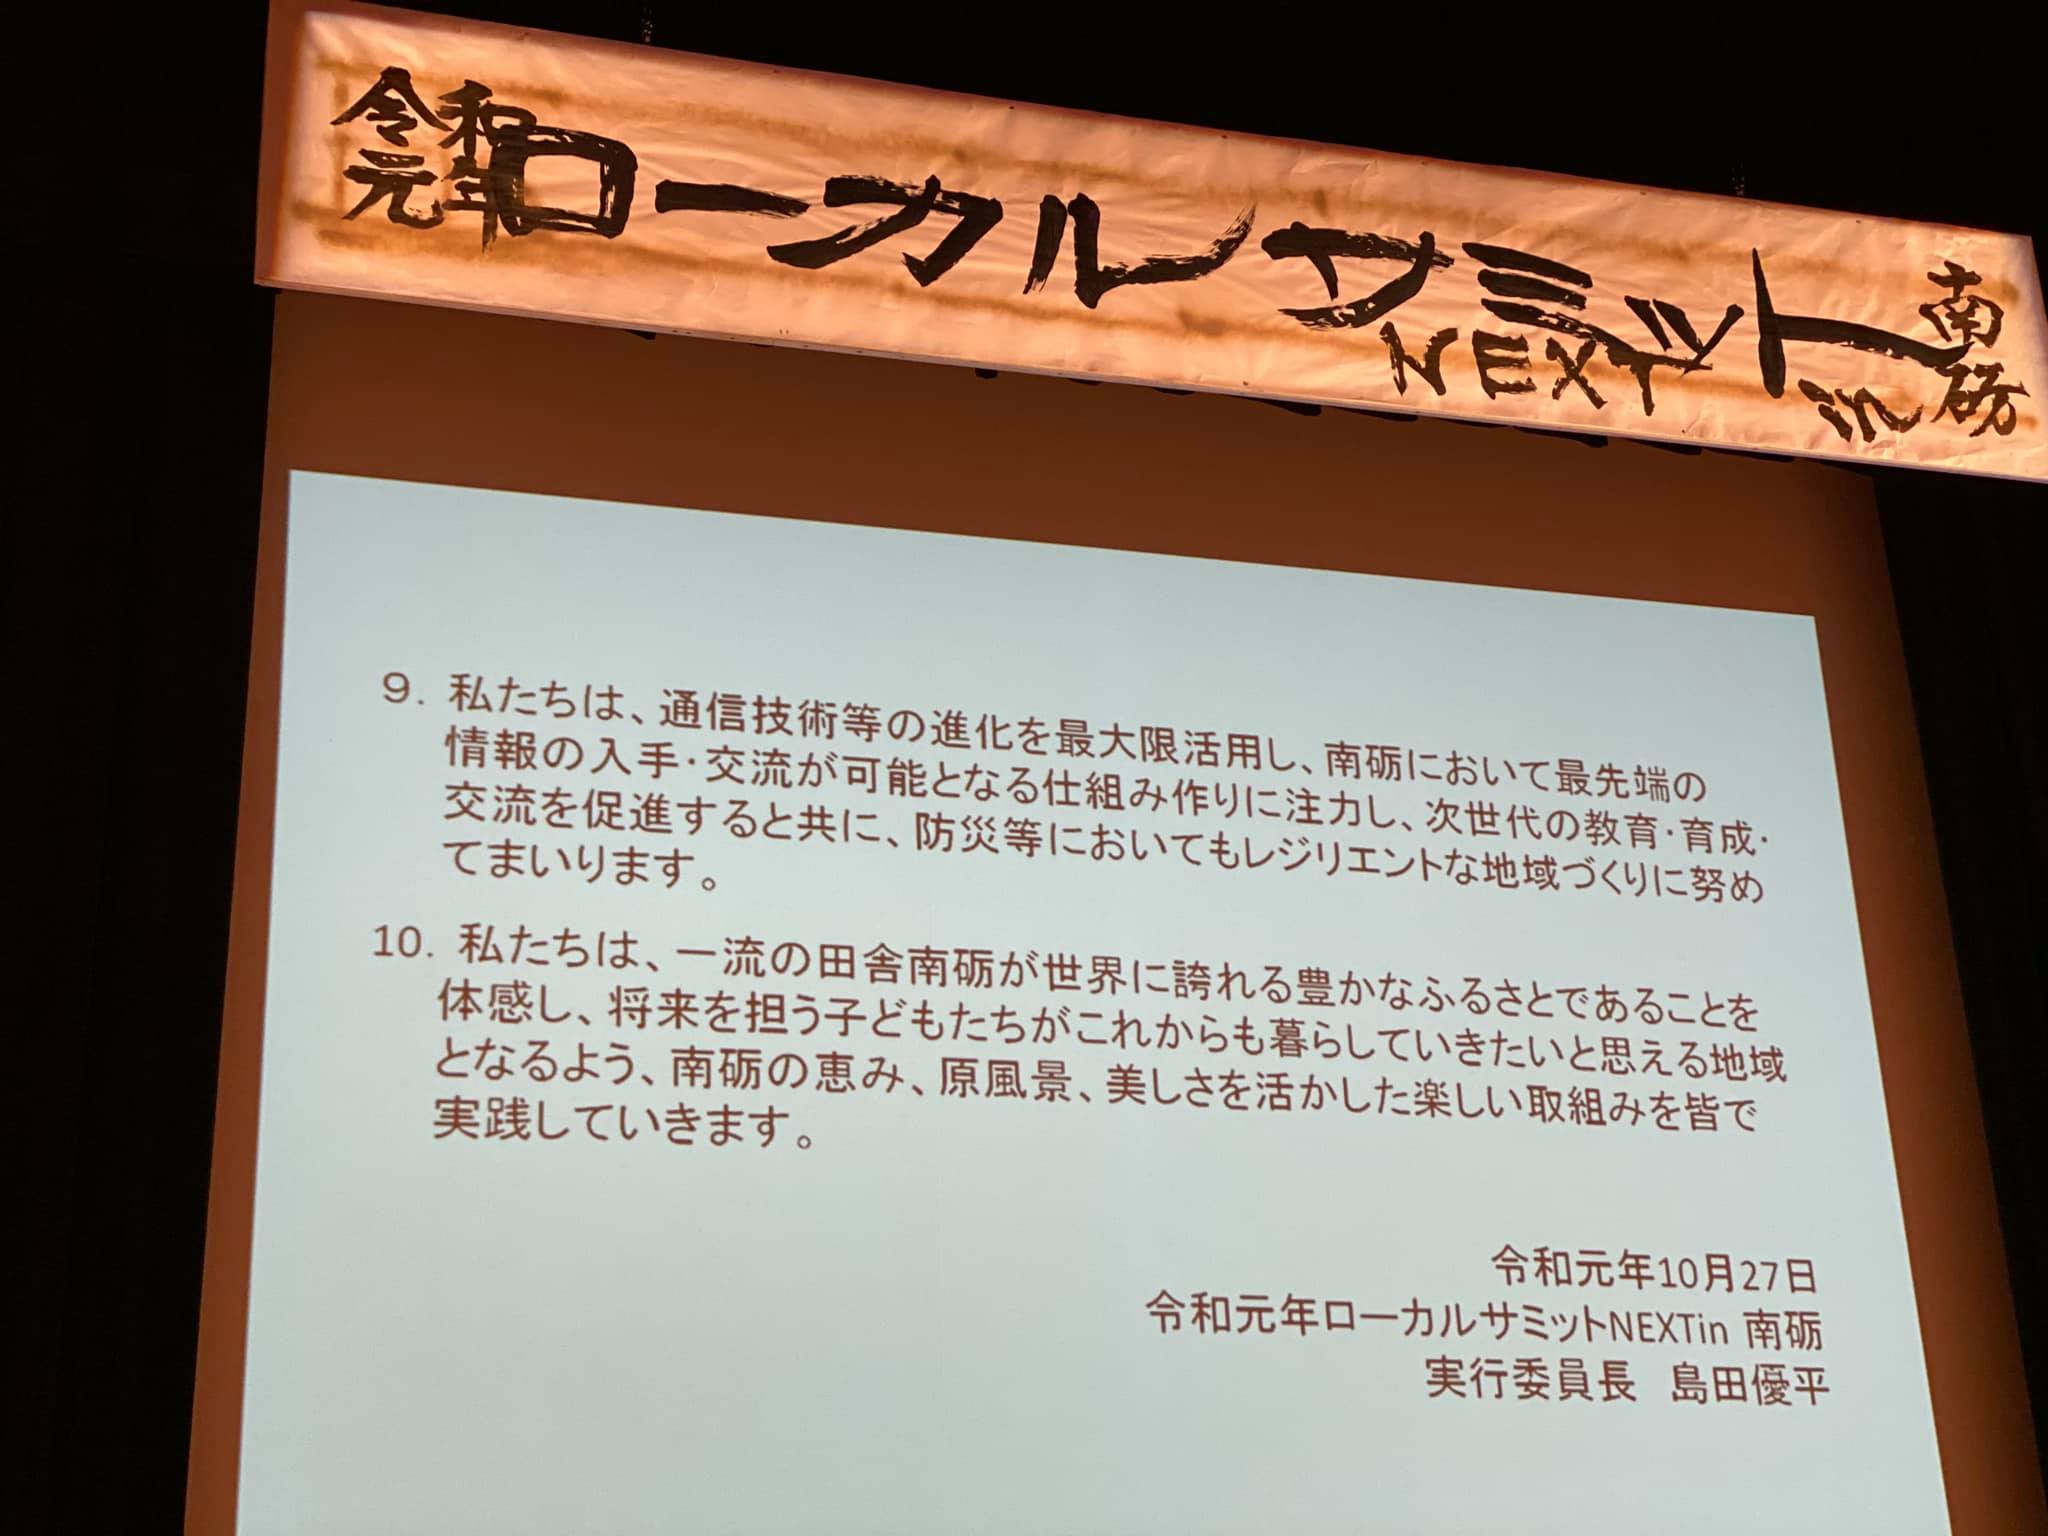 令和元年ローカルサミットNEXT in 南砺
９．私たちは、通信技術等の進化を最大限活用し、南砺において最先端の
情報の入手・交流が可能となる仕組み作りに注力し、次世代の教育・育成・
交流を促進すると共に、防災等においてもレジリエントな地域づくりに努め
てまいります。
10．私たちは、一流の田舎南砺が世界に誇れる豊かなふるさとであることを
体感し、将来を担う子どもたちがこれからも暮らしていきたいと思える地域
となるよう、南砺の恵み、原風景、美しさを活かした楽しい取組みを皆で
実践していきます。
令和元年10月27日
令和元年ローカルサミットNEXTin 南砺
実行委員長　島田優平